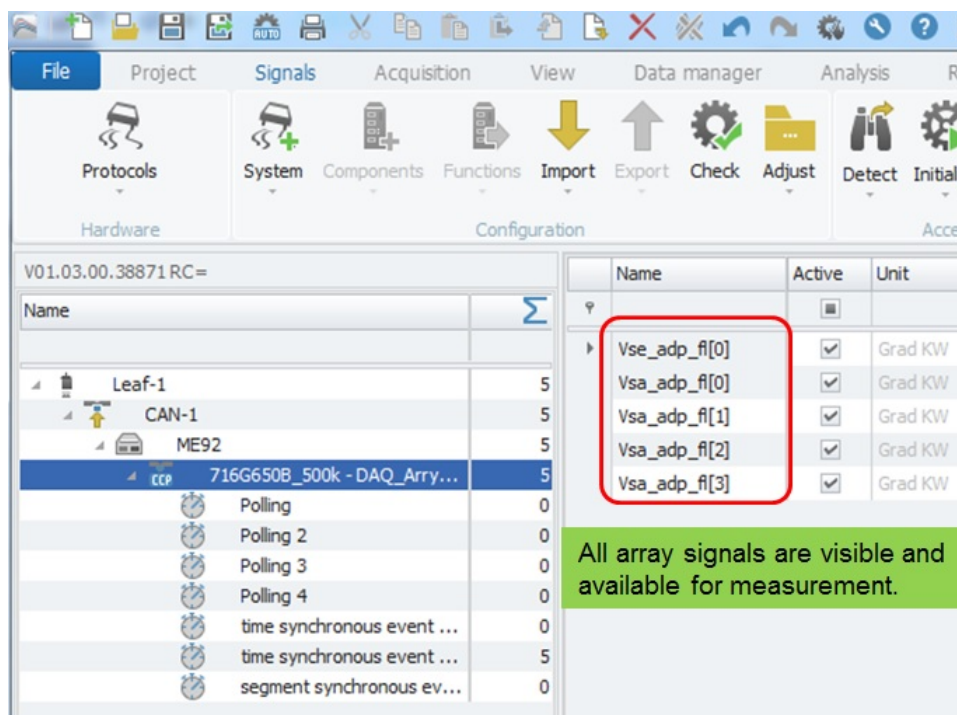 AUTO
File Project Signals Acquisition View Data manager Analysis R
Protocols System Components Functions Import Export Check Adjust Detect Initial
Hardware Configuration Acce
V01.03.00.38871 RC=
Name Σ
Name Active Unit
Leaf-1 5
CAN-1 5
ME92 5
CCP 716G650B_500k - DAQ_Arry... 5
Polling 0
Polling 2 0
Polling 3 0
Polling 4 0
time synchronous event ... 0
time synchronous event ... 5
segment synchronous ev... 0
Vse_adp_fl[0] Grad KW
Vsa_adp_fl[0] Grad KW
Vsa_adp_fl[1] Grad KW
Vsa_adp_fl[2] Grad KW
Vsa_adp_fl[3] Grad KW
All array signals are visible and
available for measurement.